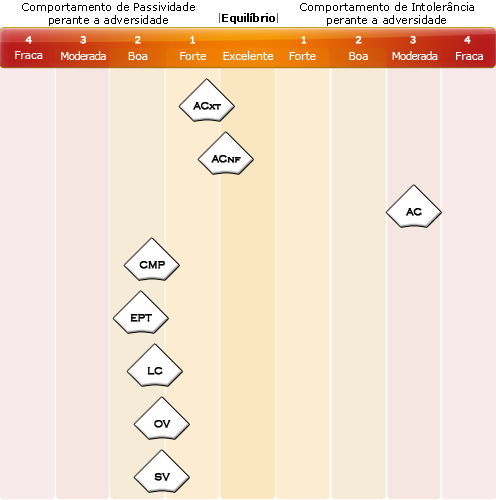 Comportamento de Passividade
perante a adversidade
|Equilíbrio|
Comportamento de Intolerância
perante a adversidade
4 3 2 1 1 2 3 4
Fraca Moderada Boa Forte Excelente Forte Boa Moderada Fraca
ACXT
ACNF
AC
CMP
EPT
LC
OV
SV